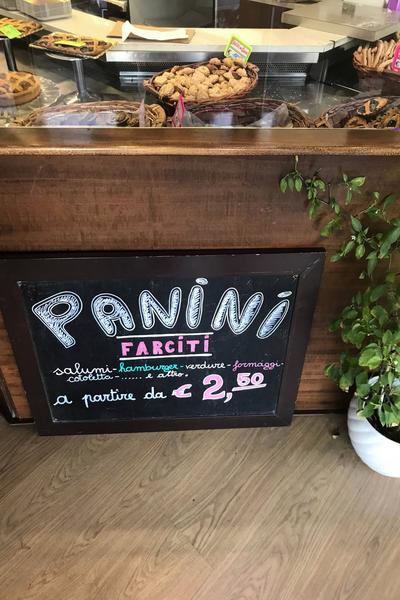 PANINI
FARCITI
salumi-hamburger-verdure-formaggi
cotoletta-...... e altro.
a partire da € 2,50